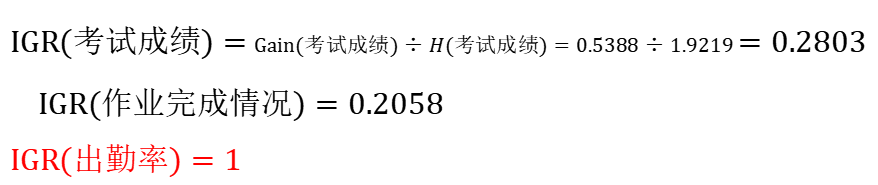 IGR(考试成绩) = Gain(考试成绩) ÷ H(考试成绩) = 0.5388 ÷ 1.9219 = 0.2803
IGR(作业完成情况) = 0.2058
IGR(出勤率) = 1